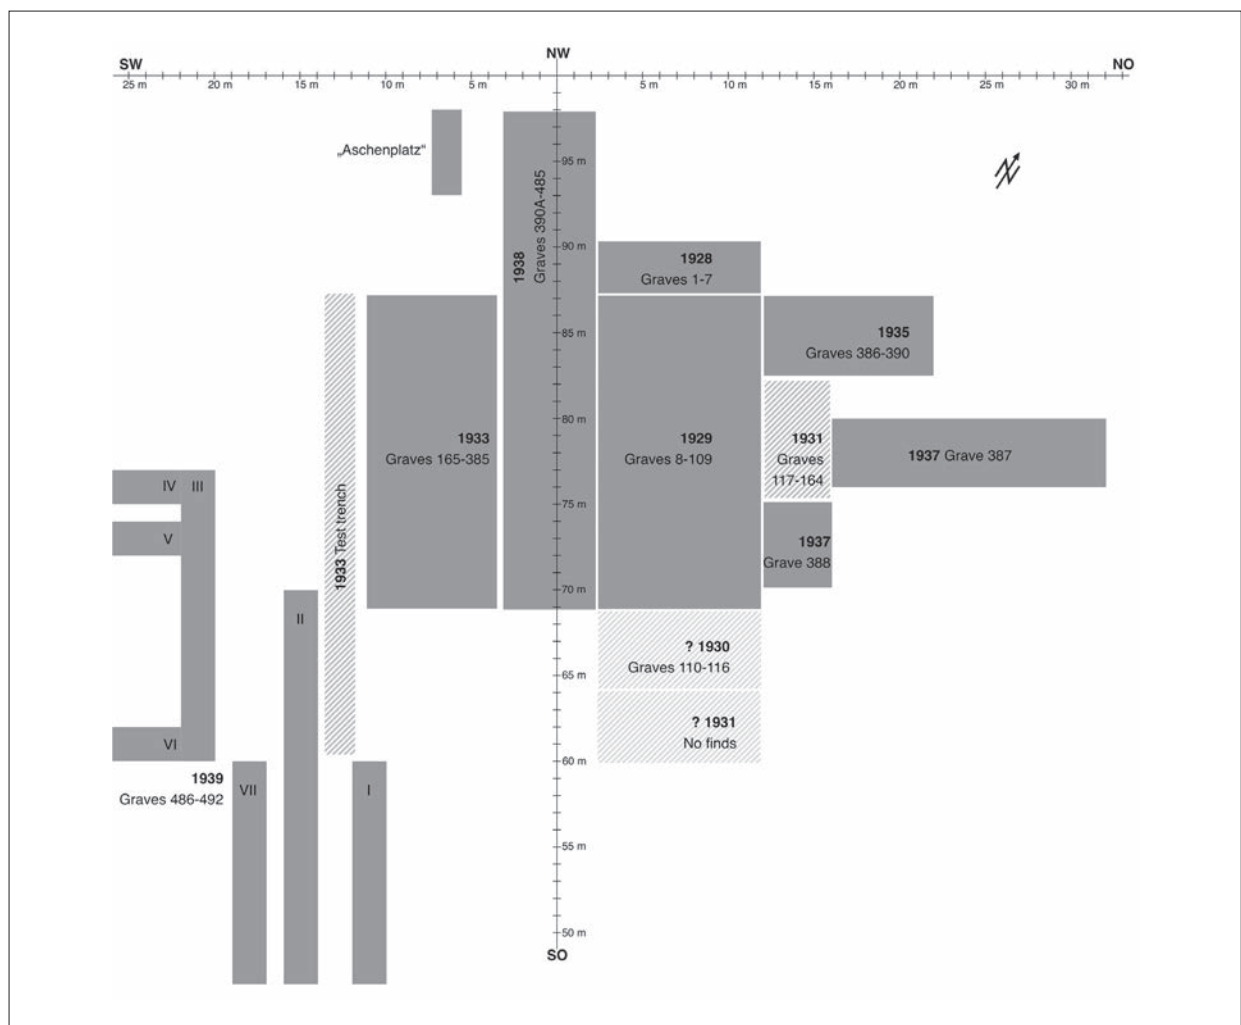 NW
SW
NO
25 m 20 m 15 m 10 m 5 m 5 m 10 m 15 m 20 m 25 m 30 m
„Aschenplatz“
95 m
1938
Graves 390A-485
90 m
1928
Graves 1-7
85 m
1935
Graves 386-390
80 m
1933
Graves 165-385
1929
Graves 8-109
1931
Graves
117-164
1937 Grave 387
IV III
75 m
V
1933 Test trench
1937
Grave 388
70 m
II
? 1930
Graves 110-116
65 m
? 1931
No finds
VI
60 m
1939
Graves 486-492
VII
I
55 m
50 m
SO